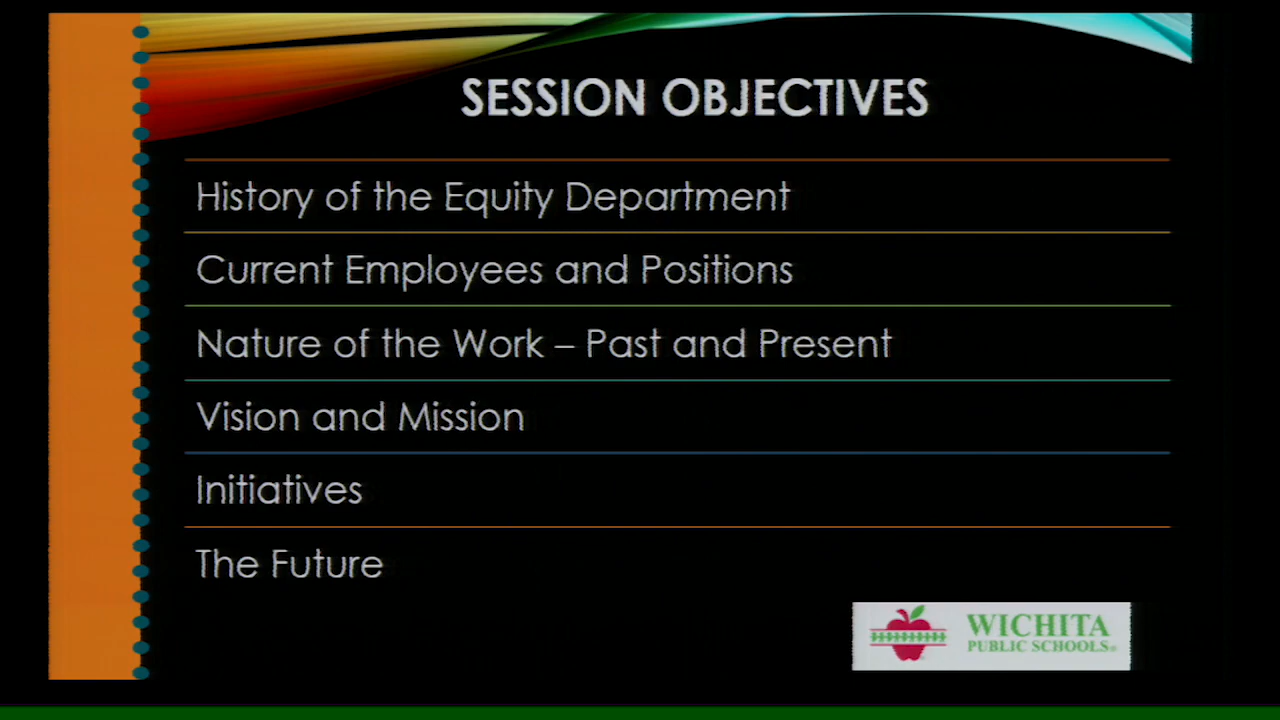 SESSION OBJECTIVES
History of the Equity Department
Current Employees and Positions
Nature of the Work – Past and Present
Vision and Mission
Initiatives
The Future
WICHITA
PUBLIC SCHOOLS®